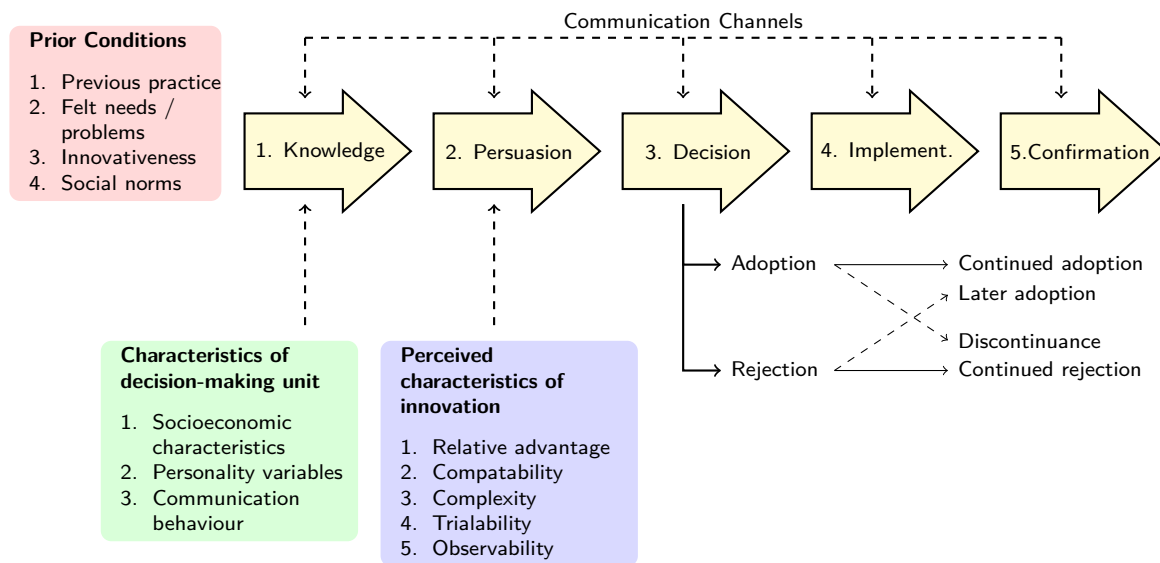 Communication Channels
Prior Conditions
1. Previous practice
2. Felt needs /
problems
3. Innovativeness
4. Social norms
1. Knowledge
2. Persuasion
3. Decision
4. Implement.
5.Confirmation
Adoption
Rejection
Continued adoption
Later adoption
Discontinuance
Continued rejection
Characteristics of
decision-making unit
1. Socioeconomic
characteristics
2. Personality variables
3. Communication
behaviour
Perceived
characteristics of
innovation
1. Relative advantage
2. Compatability
3. Complexity
4. Trialability
5. Observability